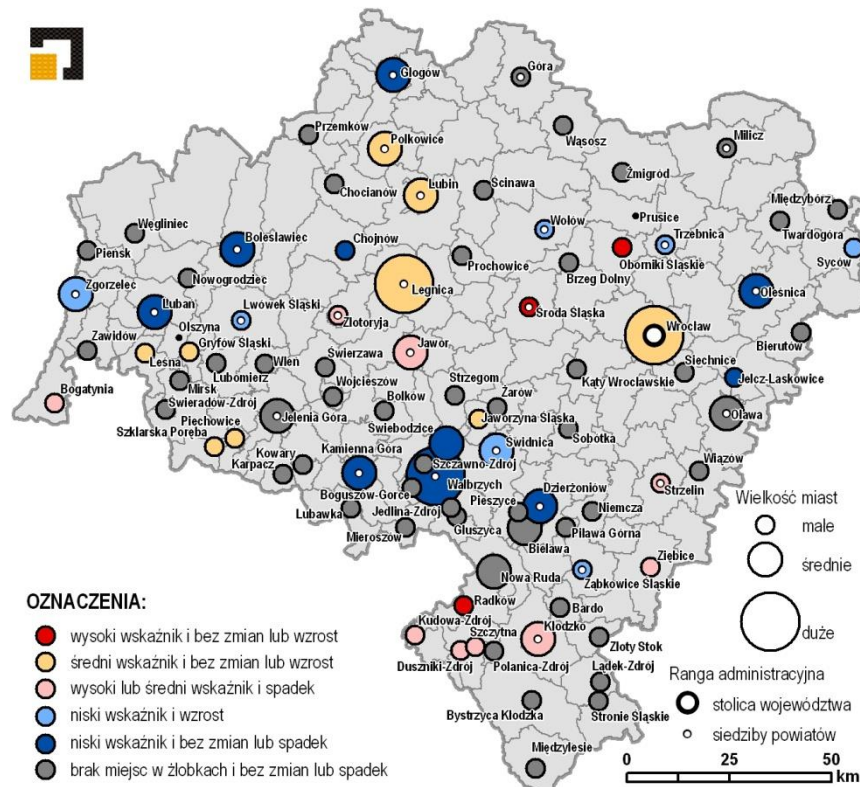 Głogów
Góra
Przemków
Polkowice
Wąsosz
Milicz
Żmigród
Chocianów
Lubin
Ścinawa
Międzybórz
Węgliniec
Wołów
Prusice
Twardogóra
Pieńsk
Bolesławiec
Chojnów
Trzebnica
Syców
Nowogrodziec
Prochowice
Brzeg Dolny
Oborniki Śląskie
Zgorzelec
Legnica
Oleśnica
Lubań
Lwówek Śląski
Złotoryja
Środa Śląska
Wrocław
Olszyna
Zawidów
Gryfów Śląski
Jawor
Bierutów
Leśna
Lubomierz
Wleń
Świerzawa
Siechnice
Mirsk
Kąty Wrocławskie
Jelcz-Laskowice
Bogatynia
Wojcieszów
Strzegom
Żarów
Świeradów-Zdrój
Bolków
Jelenia Góra
Jaworzyna Śląska
Oława
Piechowice
Świebodzice
Sobótka
Szklarska Poręba
Kamienna Góra
Świdnica
Kowary
Szczawno-Zdrój
Wiązów
Karpacz
Wałbrzych
Dzierżoniów
Strzelin
Boguszów-Gorce
Pieszyce
Niemcza
Lubawka
Jedlina-Zdrój
Głuszyca
Piława Górna
Mieroszów
Bielawa
Ziębice
Nowa Ruda
Ząbkowice Śląskie
Radków
Bardo
Kudowa-Zdrój
Kłodzko
Szczytna
Złoty Stok
Duszniki-Zdrój
Polanica-Zdrój
Lądek-Zdrój
Bystrzyca Kłodzka
Stronie Śląskie
Międzylesie
OZNACZENIA:
wysoki wskaźnik i bez zmian lub wzrost
średni wskaźnik i bez zmian lub wzrost
wysoki lub średni wskaźnik i spadek
niski wskaźnik i wzrost
niski wskaźnik i bez zmian lub spadek
brak miejsc w żłobkach i bez zmian lub spadek
Wielkość miast
małe
średnie
duże
Ranga administracyjna
stolica województwa
siedziby powiatów
0 25 50
km